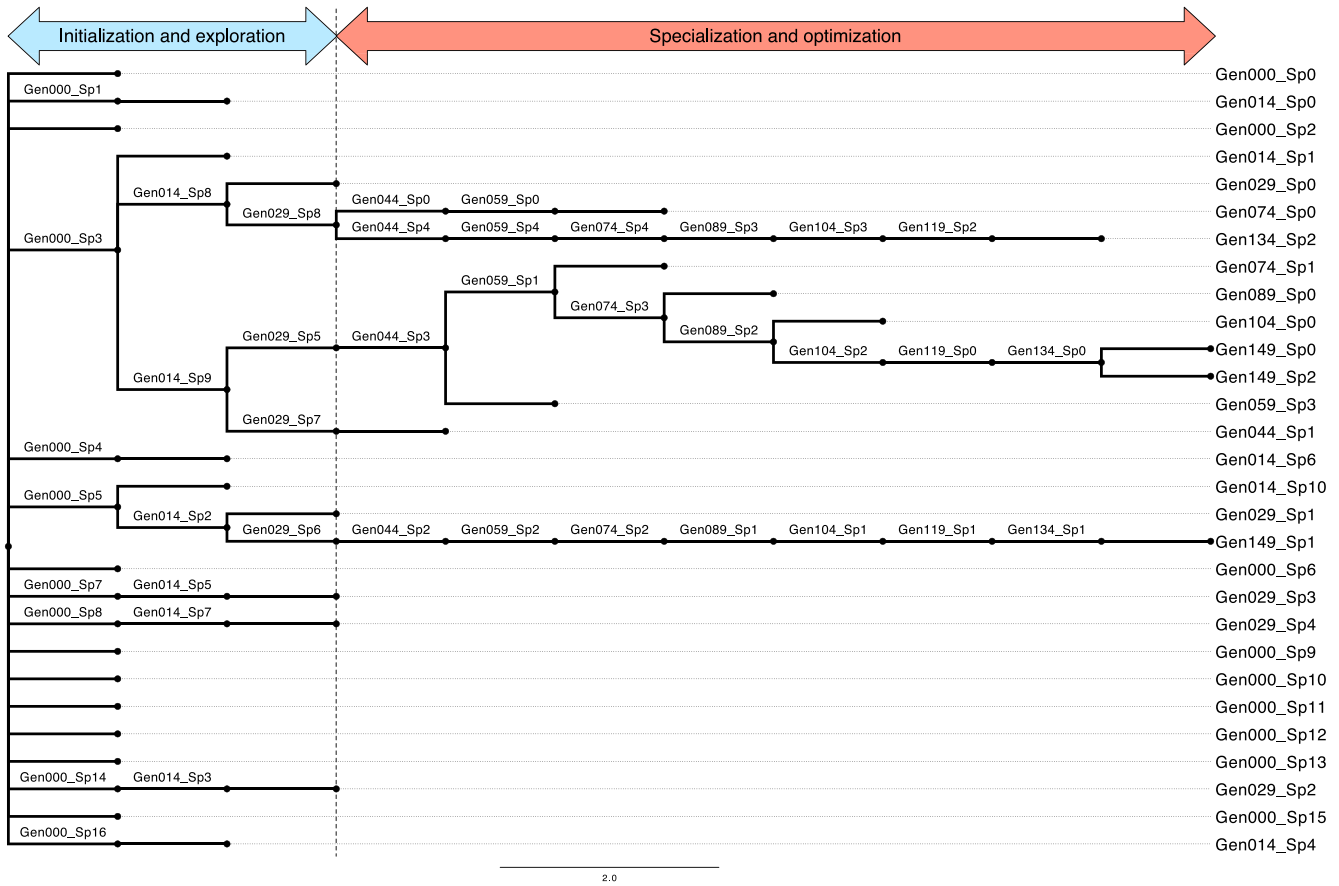 Initialization and exploration
Specialization and optimization
Gen000_Sp0
Gen000_Sp1
Gen014_Sp0
Gen000_Sp2
Gen014_Sp1
Gen014_Sp8
Gen029_Sp0
Gen029_Sp8
Gen044_Sp0
Gen059_Sp0
Gen074_Sp0
Gen000_Sp3
Gen044_Sp4
Gen059_Sp4
Gen074_Sp4
Gen089_Sp3
Gen104_Sp3
Gen119_Sp2
Gen134_Sp2
Gen074_Sp1
Gen059_Sp1
Gen089_Sp0
Gen074_Sp3
Gen104_Sp0
Gen029_Sp5
Gen044_Sp3
Gen089_Sp2
Gen149_Sp0
Gen104_Sp2
Gen119_Sp0
Gen134_Sp0
Gen149_Sp2
Gen014_Sp9
Gen059_Sp3
Gen029_Sp7
Gen044_Sp1
Gen000_Sp4
Gen014_Sp6
Gen014_Sp10
Gen000_Sp5
Gen014_Sp2
Gen029_Sp1
Gen029_Sp6
Gen044_Sp2
Gen059_Sp2
Gen074_Sp2
Gen089_Sp1
Gen104_Sp1
Gen119_Sp1
Gen134_Sp1
Gen149_Sp1
Gen000_Sp6
Gen000_Sp7
Gen014_Sp5
Gen029_Sp3
Gen000_Sp8
Gen014_Sp7
Gen029_Sp4
Gen000_Sp9
Gen000_Sp10
Gen000_Sp11
Gen000_Sp12
Gen000_Sp13
Gen000_Sp14
Gen014_Sp3
Gen029_Sp2
Gen000_Sp15
Gen000_Sp16
Gen014_Sp4
2.0